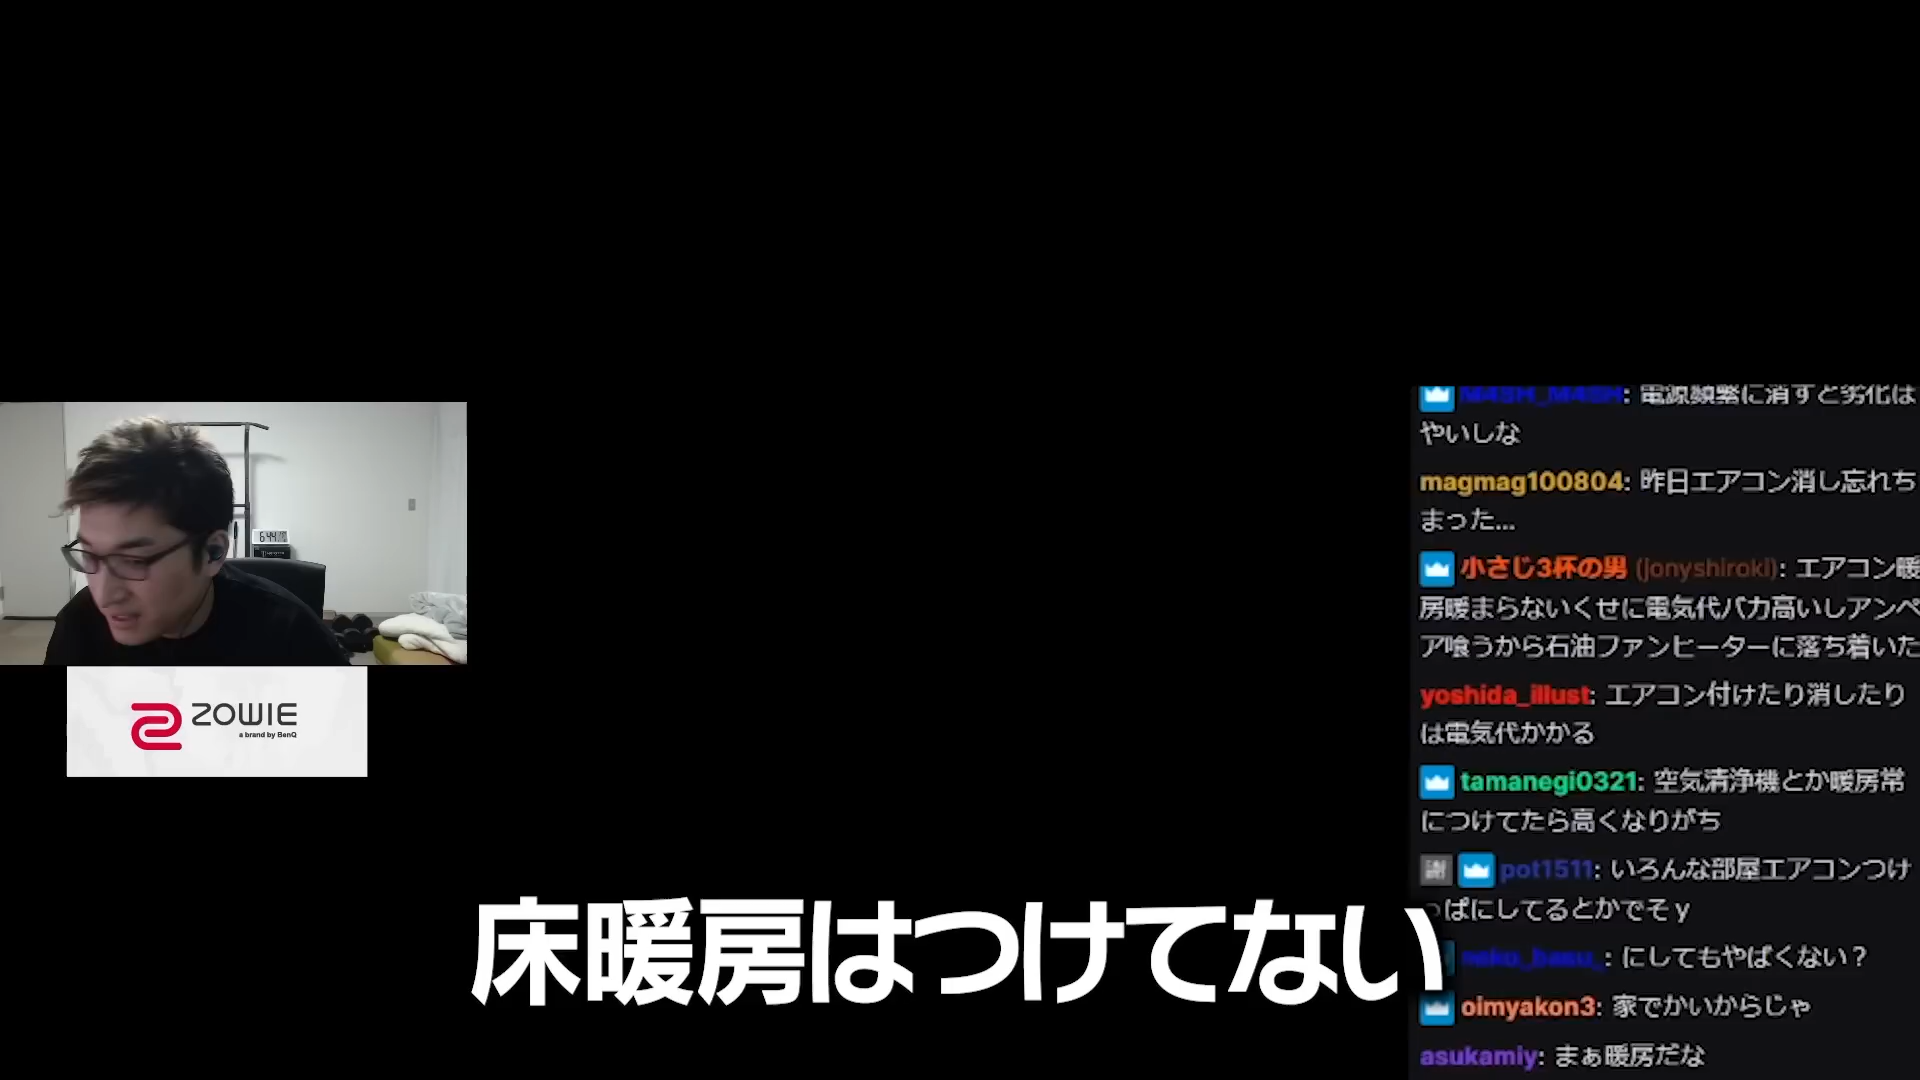 電源頻繁に消すと劣化は
やいしな
magmag100804: 昨日エアコン消し忘れち
まった...
小さじ3杯の男 (jonyshiroki): エアコン暖
房暖まらないくせに電気代バカ高いしアンペ
ア喰うから石油ファンヒーターに落ち着いた
yoshida_illust: エアコン付けたり消したり
は電気代かかる
ZOWIE
a brand by BenQ
tamanegi0321: 空気清浄機とか暖房常
につけてたら高くなりがち
pot1511: いろんな部屋エアコンつけ
っぱにしてるとかでそｙ
: にしてもやばくない？
床暖房はつけてない
oimyakon3: 家でかいからじゃ
asukamiy: まぁ暖房だな